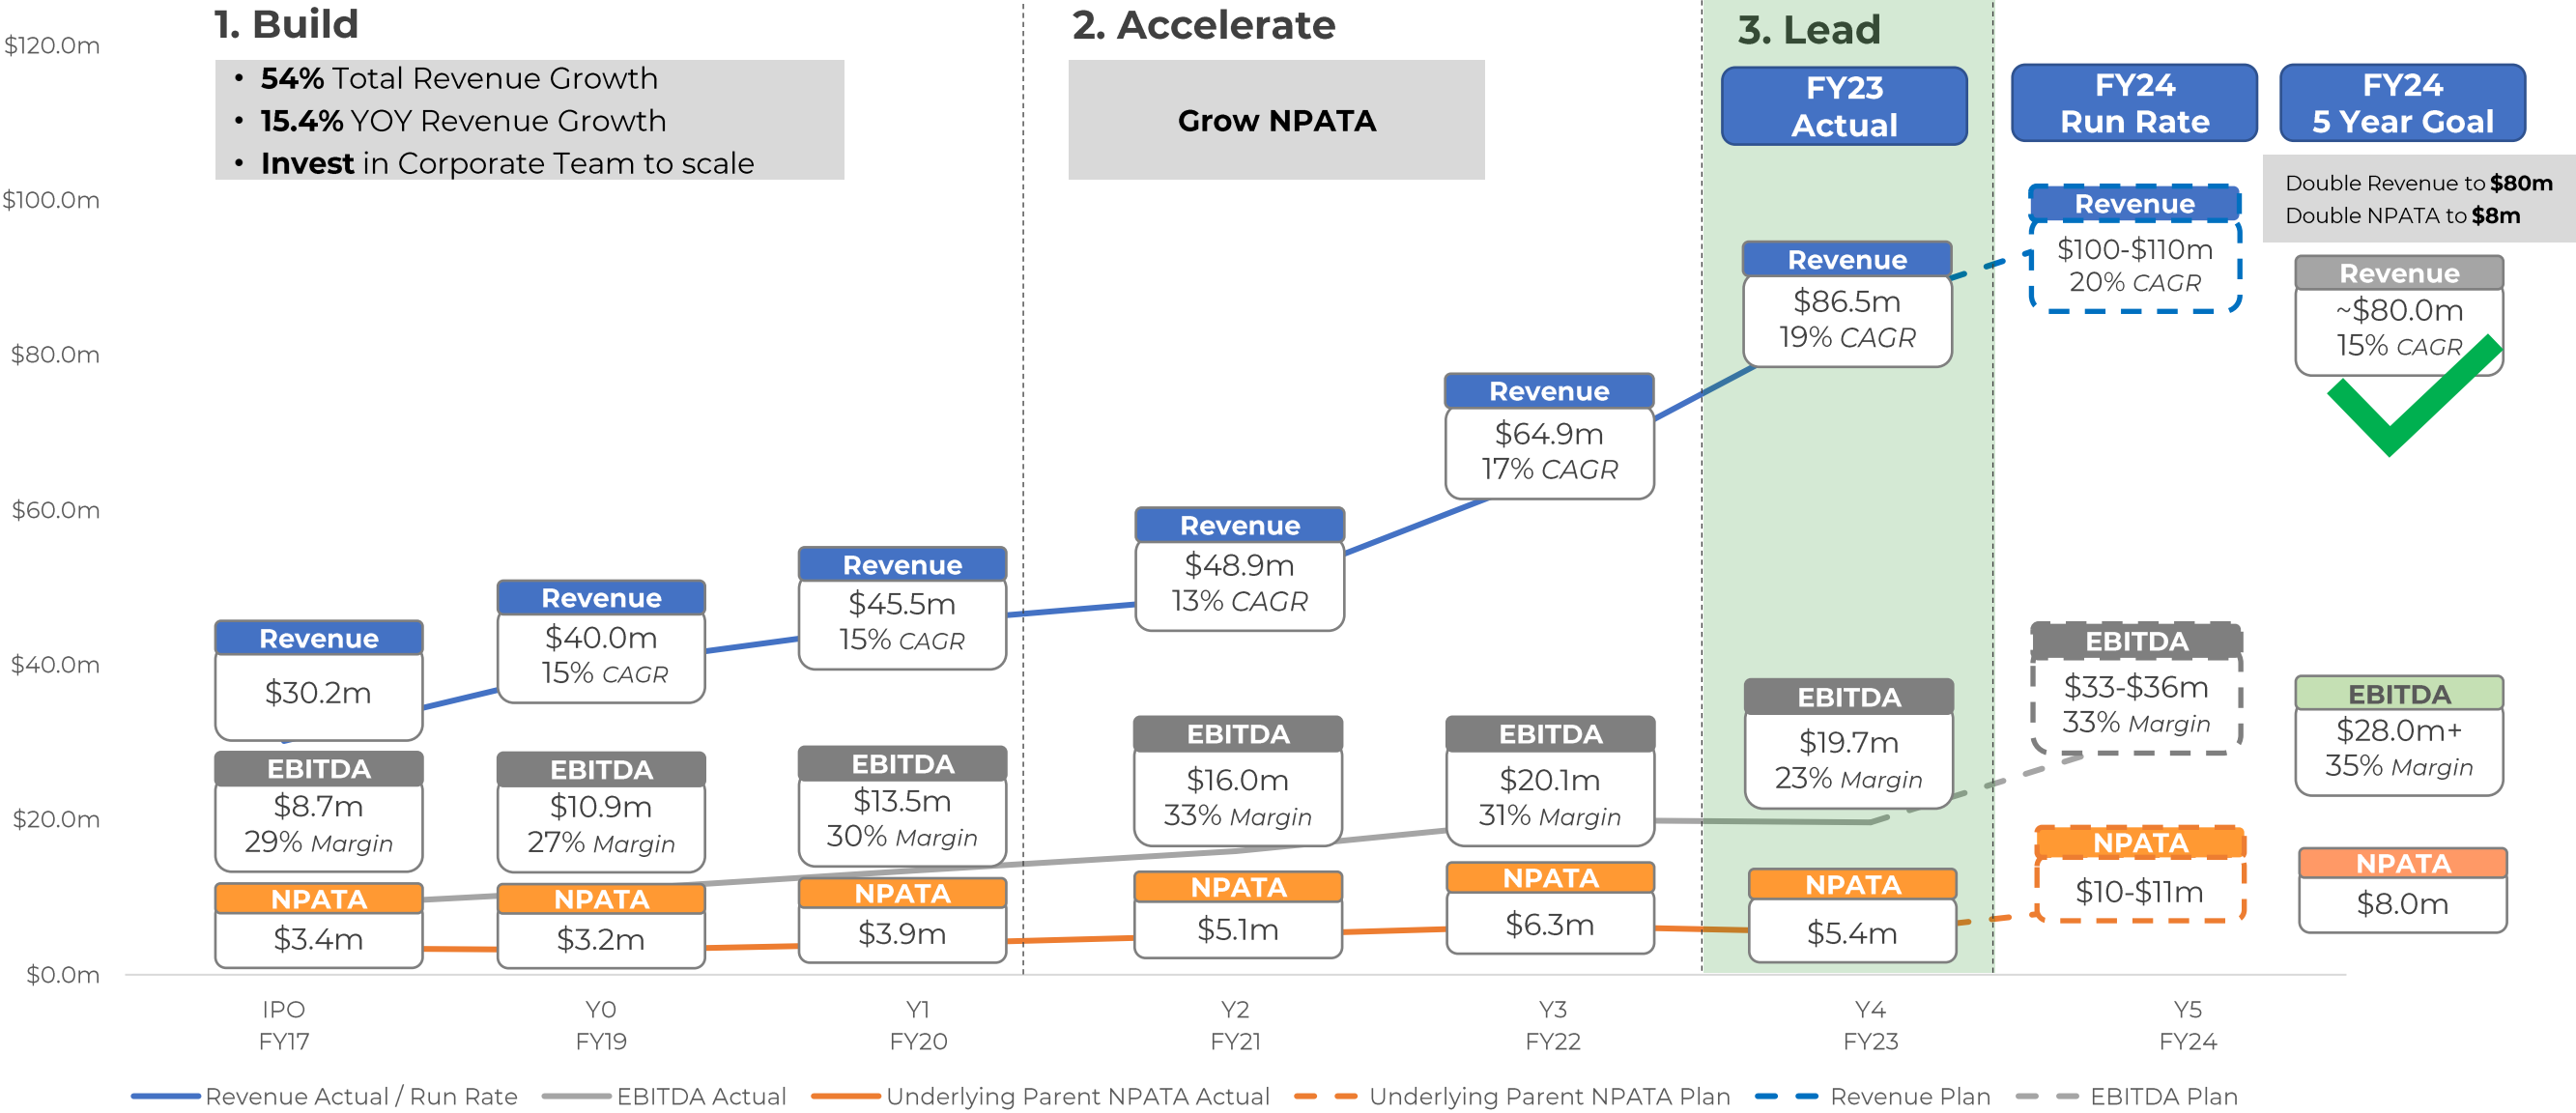 1. Build
• 54% Total Revenue Growth
• 15.4% YOY Revenue Growth
• Invest in Corporate Team to scale
2. Accelerate
Grow NPATA
3. Lead
FY23
Actual
FY24
Run Rate
FY24
5 Year Goal
Double Revenue to $80m
Double NPATA to $8m
$120.0m
$100.0m
$80.0m
$60.0m
$40.0m
$20.0m
$0.0m
Revenue
$30.2m
EBITDA
$8.7m
29% Margin
NPATA
$3.4m
Revenue
$40.0m
15% CAGR
EBITDA
$10.9m
27% Margin
NPATA
$3.2m
Revenue
$45.5m
15% CAGR
EBITDA
$13.5m
30% Margin
NPATA
$3.9m
Revenue
$48.9m
13% CAGR
EBITDA
$16.0m
33% Margin
NPATA
$5.1m
Revenue
$64.9m
17% CAGR
EBITDA
$20.1m
31% Margin
NPATA
$6.3m
Revenue
$86.5m
19% CAGR
EBITDA
$19.7m
23% Margin
NPATA
$5.4m
Revenue
$100-$110m
20% CAGR
EBITDA
$33-$36m
33% Margin
NPATA
$10-$11m
Revenue
~$80.0m
15% CAGR
EBITDA
$28.0m+
35% Margin
NPATA
$8.0m
IPO
FY17
Y0
FY19
Y1
FY20
Y2
FY21
Y3
FY22
Y4
FY23
Y5
FY24
Revenue Actual / Run Rate
EBITDA Actual
Underlying Parent NPATA Actual
Underlying Parent NPATA Plan
Revenue Plan
EBITDA Plan